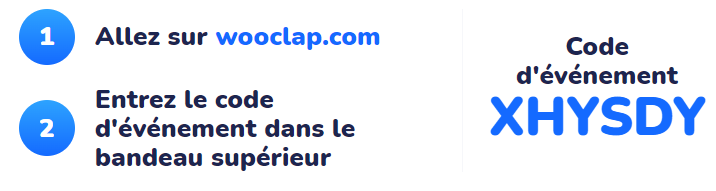 1 Allez sur wooclap.com
2 Entrez le code
d'événement dans le
bandeau supérieur
Code
d'événement
XHYSDY